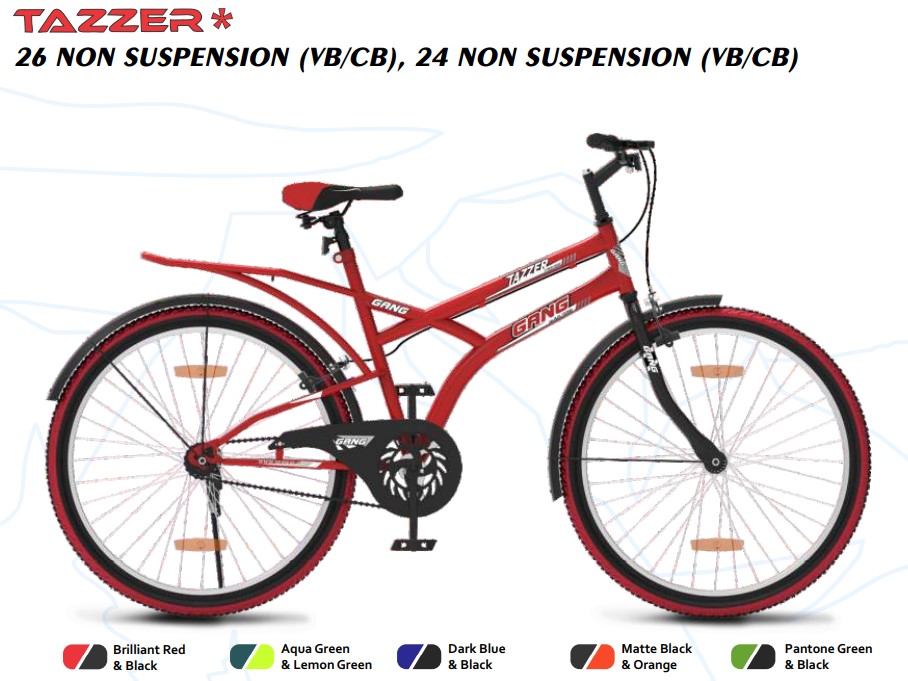 TAZZER*
26 NON SUSPENSION (VB/CB), 24 NON SUSPENSION (VB/CB)
TAZZER
GANG
GANG
GANG
GANG
Brilliant Red
& Black
Aqua Green
& Lemon Green
Dark Blue
& Black
Matte Black
& Orange
Pantone Green
& Black